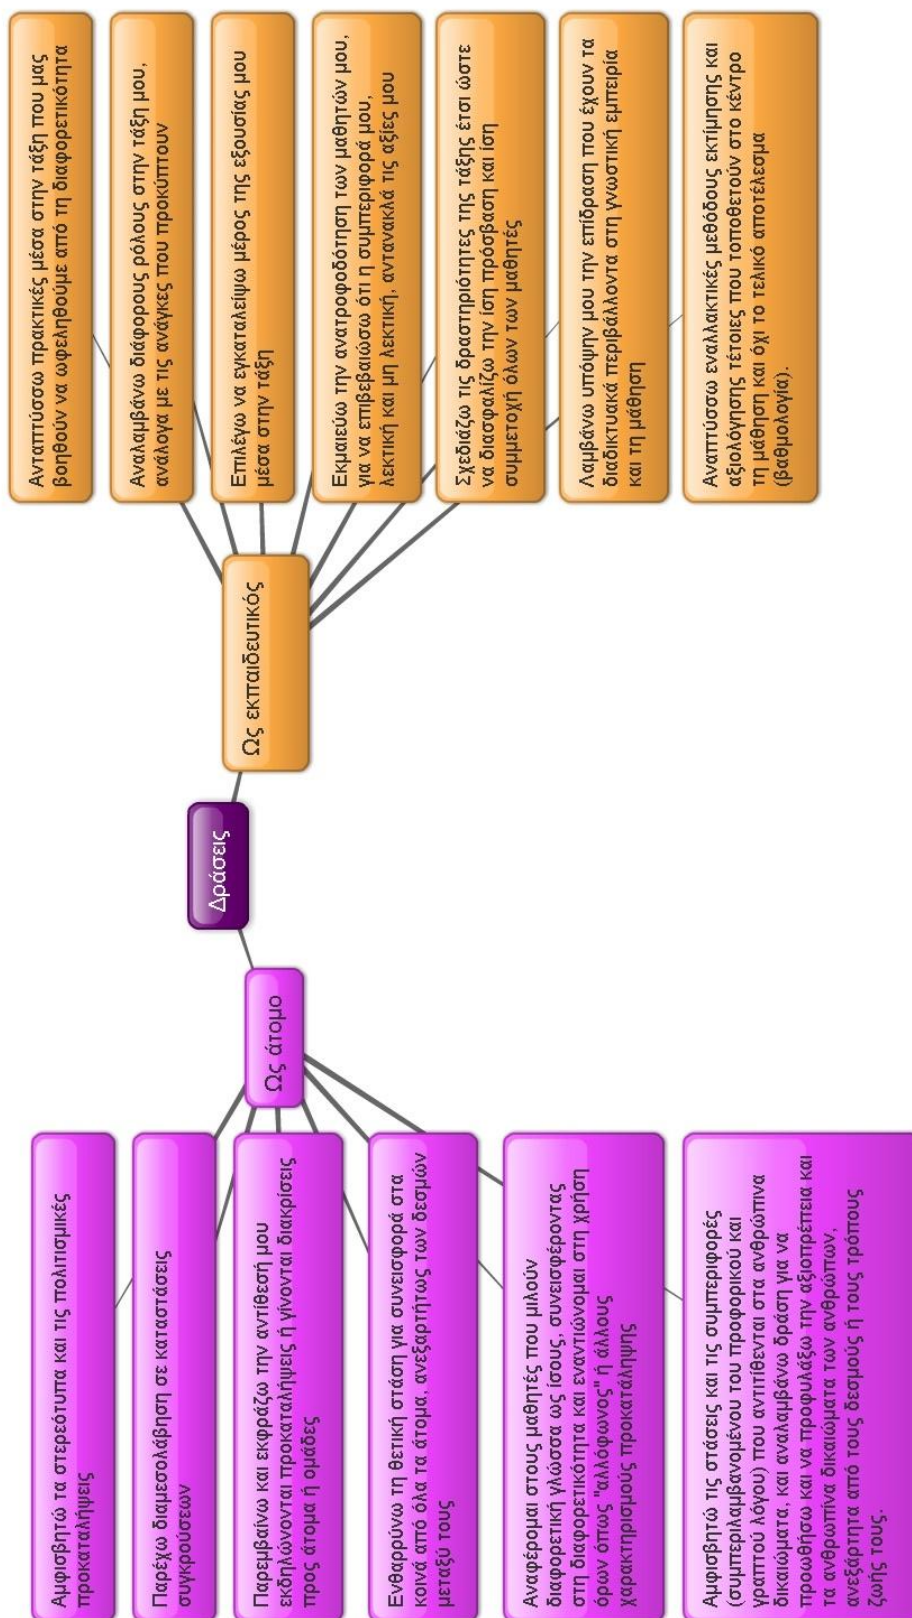 Δράσεις
Ως άτομο
Αμφισβητώ τα στερεότυπα και τις πολιτισμικές
προκαταλήψεις
Παρέχω διαμεσολάβηση σε καταστάσεις
συγκρούσεων
Παρεμβαίνω και εκφράζω την αντίθεσή μου
εκδηλώνονται προκαταλήψεις ή γίνονται διακρίσεις
προς άτομα ή ομάδες
Ενθαρρύνω τη θετική στάση για συνεισφορά στα
κοινά από όλα τα άτομα, ανεξαρτήτως των δεσμών
μεταξύ τους
Αναφέρομαι στους μαθητές που μιλούν
διαφορετική γλώσσα ως ίσους, συνεισφέροντας
στη διαφορετικότητα και εναντιώνομαι στη χρήση
όρων όπως "αλλόφωνος" ή άλλους
χαρακτηρισμούς προκατάληψης
Αμφισβητώ τις στάσεις και τις συμπεριφορές
(συμπεριλαμβανομένου του προφορικού και
γραπτού λόγου) που αντιτίθενται στα ανθρώπινα
δικαιώματα, και αναλαμβάνω δράση για να
προωθήσω και να προφυλάξω την αξιοπρέπεια και
τα ανθρωπίνα δικαιώματα των ανθρώπων,
ανεξάρτητα από τους δεσμούς ή τους τρόπους
ζωής τους.
Ως εκπαιδευτικός
Ανταπτύσσω πρακτικές μέσα στην τάξη που μας
βοηθούν να ωφεληθούμε από τη διαφορετικότητα
Αναλαμβάνω διάφορους ρόλους στην τάξη μου,
ανάλογα με τις ανάγκες που προκύπτουν
Επιλέγω να εγκαταλείψω μέρος της εξουσίας μου
μέσα στην τάξη
Εκμαιεύω την ανατροφοδότηση των μαθητών μου,
για να επιβεβαιώσω ότι η συμπεριφορά μου,
λεκτική και μη λεκτική, αντανακλά τις αξίες μου
Σχεδιάζω τις δραστηριότητες της τάξης έτσι ώστε
να διασφαλίζω την ίση πρόσβαση και ίση
συμμετοχή όλων των μαθητές
Λαμβάνω υπόψην μου την επίδραση που έχουν τα
διαδικτυακά περιβάλλοντα στη γνωστική εμπειρία
και τη μάθηση
Αναπτύσσω εναλλακτικές μεθόδους εκτίμησης και
αξιολόγησης τέτοιες που τοποθετούν στο κέντρο
τη μάθηση και όχι το τελικό αποτέλεσμα
(βαθμολογία).